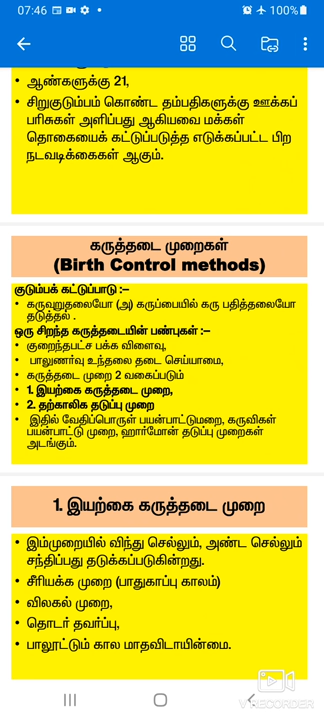 07:46
100%
• ஆண்களுக்கு 21,
• சிறுகுடும்பம் கொண்ட தம்பதிகளுக்கு ஊக்கப்
பரிசுகள் அளிப்பது ஆகியவை மக்கள்
தொகையைக் கட்டுப்படுத்த எடுக்கப்பட்ட பிற
நடவடிக்கைகள் ஆகும்.
கருத்தடை முறைகள்
(Birth Control methods)
குடும்பக் கட்டுப்பாடு :–
• கருவுறுதலையோ (அ) கருப்பையில் கரு பதித்தலையோ
தடுத்தல் .
ஒரு சிறந்த கருத்தடையின் பண்புகள் :–
• குறைந்தபட்ச பக்க விளைவு,
• பாலுணர்வு உந்தலை தடை செய்யாமை,
• கருத்தடை முறை 2 வகைப்படும்
• 1. இயற்கை கருத்தடை முறை,
• 2. தற்காலிக தடுப்பு முறை
• இதில் வேதிப்பொருள் பயன்பாட்டுமறை, கருவிகள்
பயன்பாட்டு முறை, ஹார்மோன் தடுப்பு முறைகள்
அடங்கும்.
1. இயற்கை கருத்தடை முறை
• இம்முறையில் விந்து செல்லும், அண்ட செல்லும்
சந்திப்பது தடுக்கப்படுகின்றது.
• சீரியக்க முறை (பாதுகாப்பு காலம்)
• விலகல் முறை,
• தொடர் தவர்ப்பு,
• பாலூட்டும் கால மாதவிடாயின்மை.
V RECORDER